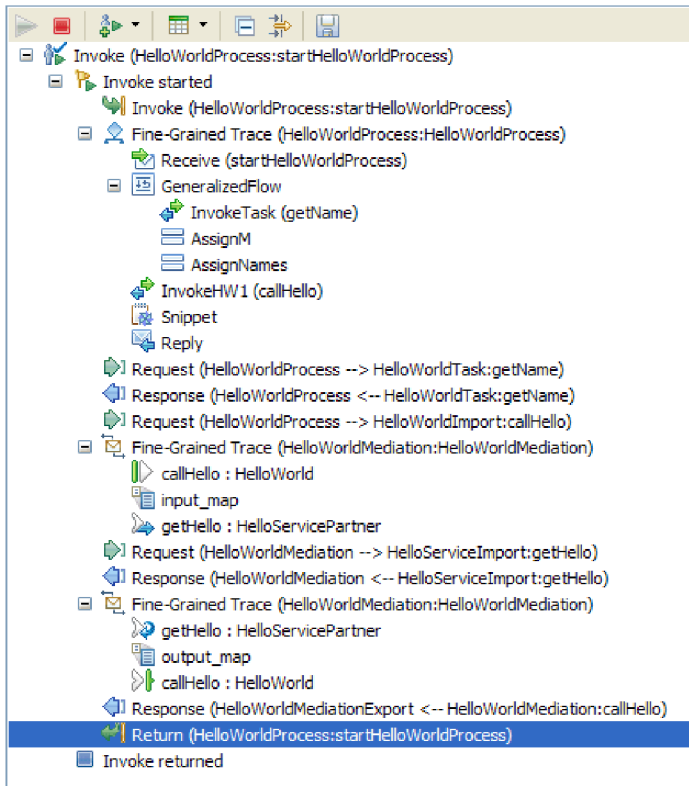 Invoke (HelloWorldProcess:startHelloWorldProcess)
Invoke started
Invoke (HelloWorldProcess:startHelloWorldProcess)
Fine-Grained Trace (HelloWorldProcess:HelloWorldProcess)
Receive (startHelloWorldProcess)
GeneralizedFlow
InvokeTask (getName)
AssignM
AssignNames
InvokeHW1 (callHello)
Snippet
Reply
Request (HelloWorldProcess --> HelloWorldTask:getName)
Response (HelloWorldProcess <-- HelloWorldTask:getName)
Request (HelloWorldProcess --> HelloWorldImport:callHello)
Fine-Grained Trace (HelloWorldMediation:HelloWorldMediation)
callHello : HelloWorld
input_map
getHello : HelloServicePartner
Request (HelloWorldMediation --> HelloServiceImport:getHello)
Response (HelloWorldMediation <-- HelloServiceImport:getHello)
Fine-Grained Trace (HelloWorldMediation:HelloWorldMediation)
getHello : HelloServicePartner
output_map
callHello : HelloWorld
Response (HelloWorldMediationExport <-- HelloWorldMediation:callHello)
Return (HelloWorldProcess:startHelloWorldProcess)
Invoke returned